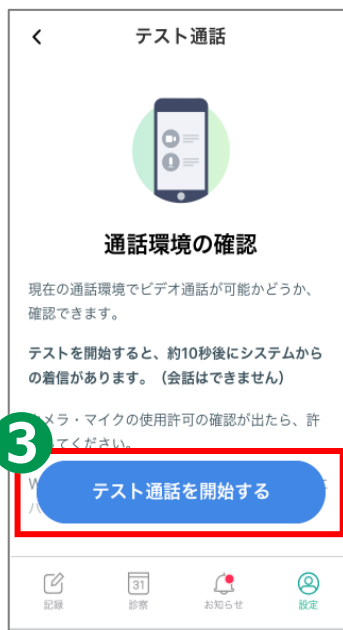 テスト通話
通話環境の確認
現在の通話環境でビデオ通話が可能かどうか、
確認できます。
テストを開始すると、約10秒後にシステムから
の着信があります。（会話はできません）
メラ・マイクの使用許可の確認が出たら、許
してください。
3
テスト通話を開始する
31
記録
診察
お知らせ
設定